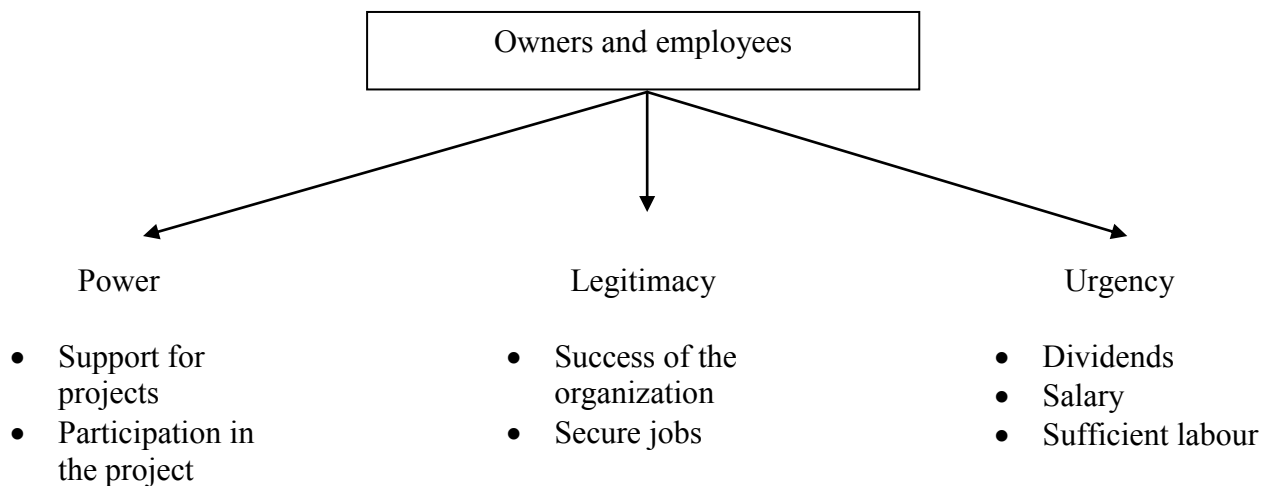 Owners and employees
Power
Legitimacy
Urgency
• Support for
projects
• Participation in
the project
• Success of the
organization
• Secure jobs
• Dividends
• Salary
• Sufficient labour